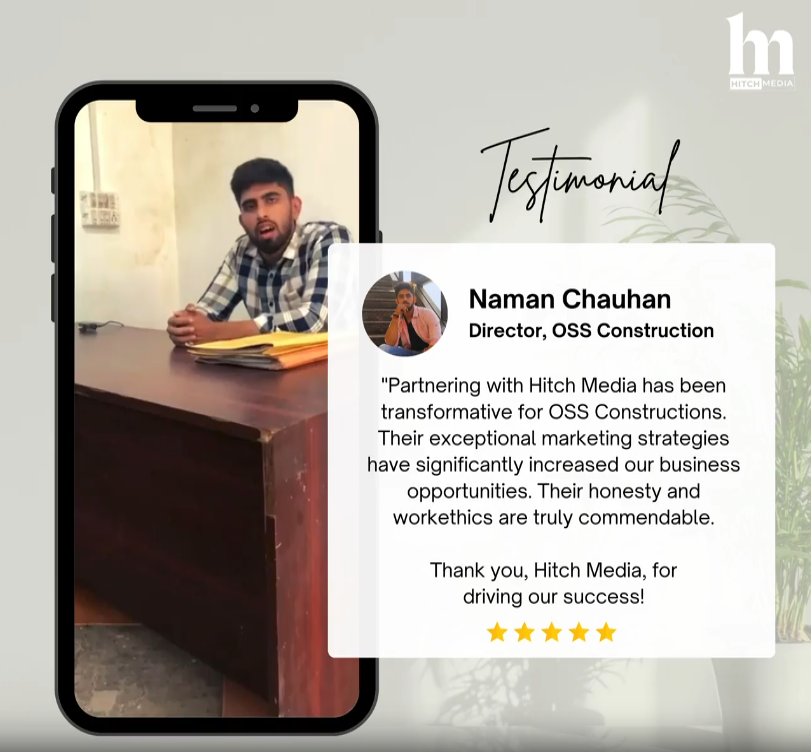 hm
HITCH MEDIA
Testimonial
Naman Chauhan
Director, OSS Construction
"Partnering with Hitch Media has been
transformative for OSS Constructions.
Their exceptional marketing strategies
have significantly increased our business
opportunities. Their honesty and
workethics are truly commendable.
Thank you, Hitch Media, for
driving our success!